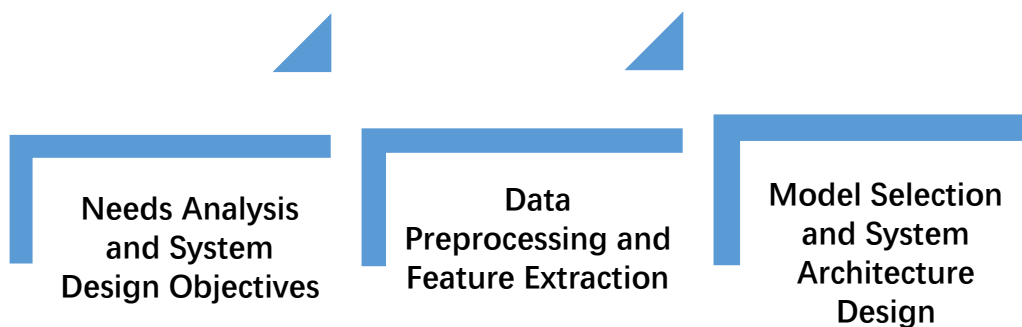 Needs Analysis
and System
Design Objectives
Data
Preprocessing and
Feature Extraction
Model Selection
and System
Architecture
Design